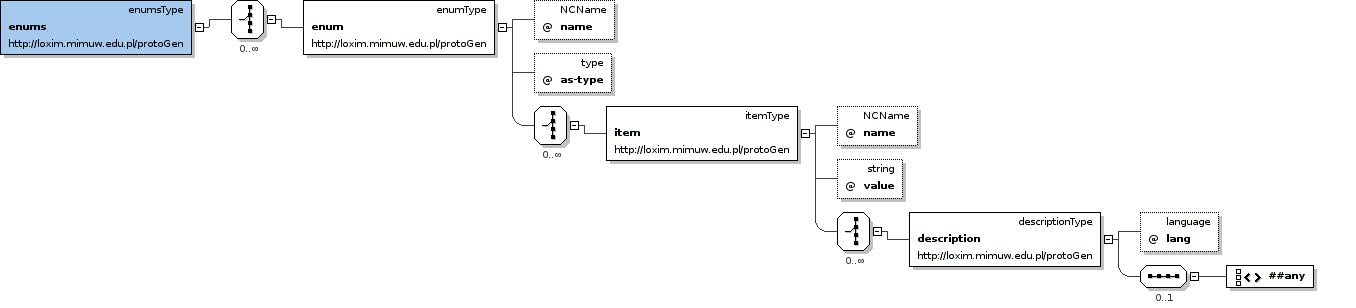 enumsType
enums
http://loxim.mimuw.edu.pl/protoGen
0..∞
enumType
enum
http://loxim.mimuw.edu.pl/protoGen
NCName
@ name
type
@ as-type
0..∞
itemType
item
http://loxim.mimuw.edu.pl/protoGen
NCName
@ name
string
@ value
0..∞
descriptionType
description
http://loxim.mimuw.edu.pl/protoGen
language
@ lang
0..1
##any